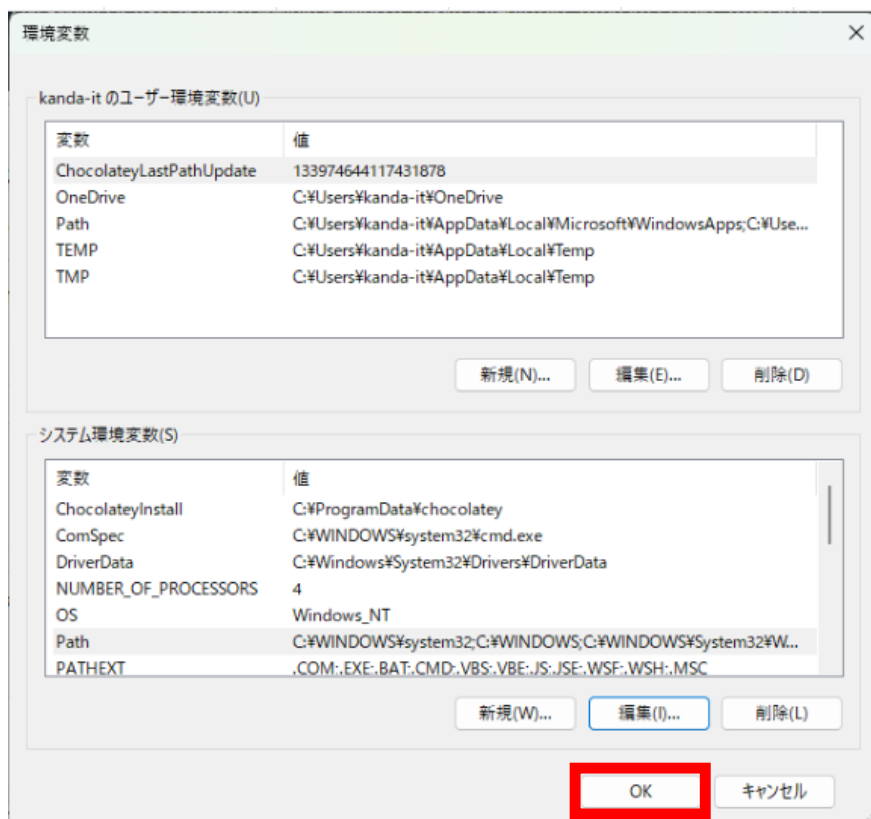 環境変数
kanda-it のユーザー環境変数(U)
変数 値
ChocolateyLastPathUpdate 133974644117431878
OneDrive C:¥Users¥kanda-it¥OneDrive
Path C:¥Users¥kanda-it¥AppData¥Local¥Microsoft¥WindowsApps;C:¥Use...
TEMP C:¥Users¥kanda-it¥AppData¥Local¥Temp
TMP C:¥Users¥kanda-it¥AppData¥Local¥Temp
新規(N)... 編集(E)... 削除(D)
システム環境変数(S)
変数 値
ChocolateyInstall C:¥ProgramData¥chocolatey
ComSpec C:¥WINDOWS¥system32¥cmd.exe
DriverData C:¥Windows¥System32¥Drivers¥DriverData
NUMBER_OF_PROCESSORS 4
OS Windows_NT
Path C:¥WINDOWS¥system32;C:¥WINDOWS;C:¥WINDOWS¥System32¥W...
PATHEXT .COM;.EXE;.BAT;.CMD;.VBS;.VBE;.JS;.JSE;.WSF;.WSH;.MSC
新規(W)... 編集(I)... 削除(L)
OK キャンセル